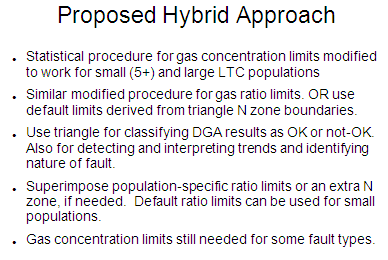 Proposed Hybrid Approach
• Statistical procedure for gas concentration limits modified
to work for small (5+) and large LTC populations
• Similar modified procedure for gas ratio limits. OR use
default limits derived from triangle N zone boundaries.
• Use triangle for classifying DGA results as OK or not-OK.
Also for detecting and interpreting trends and identifying
nature of fault.
• Superimpose population-specific ratio limits or an extra N
zone, if needed.  Default ratio limits can be used for small
populations.
• Gas concentration limits still needed for some fault types.